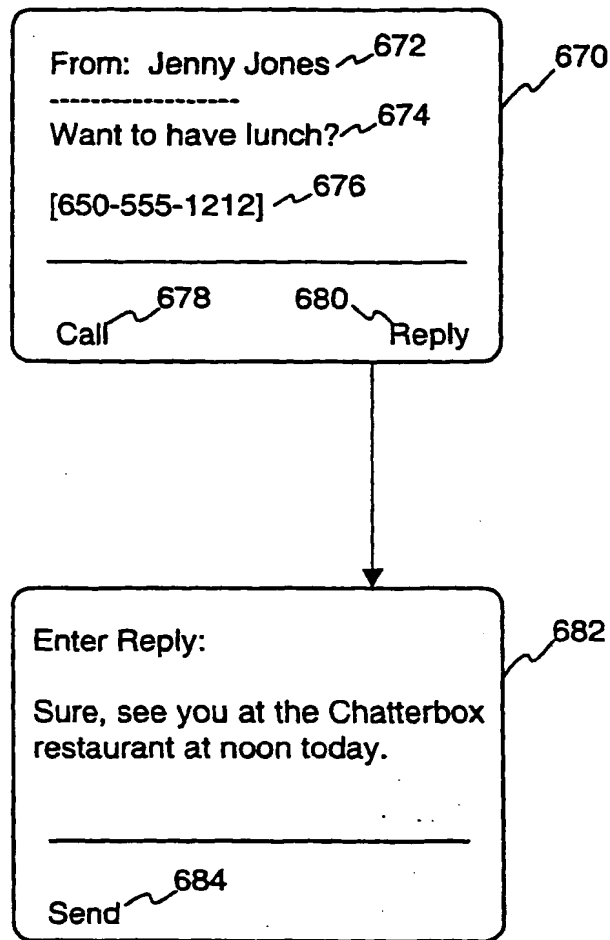 From: Jenny Jones 672
670
Want to have lunch? 674
[650-555-1212] 676
678 680
Call Reply
Enter Reply:
682
Sure, see you at the Chatterbox
restaurant at noon today.
684
Send